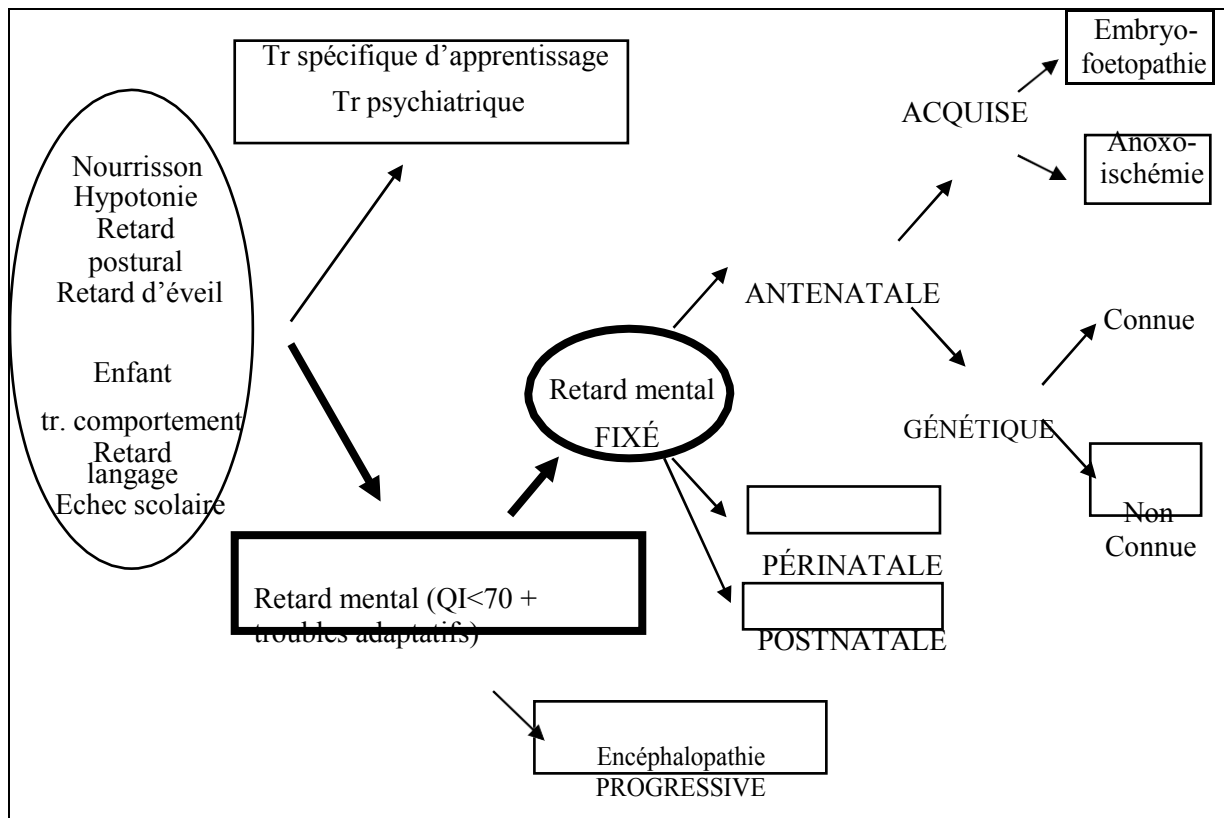 Tr spécifique d’apprentissage
Tr psychiatrique
Nourrisson
Hypotonie
Retard
postural
Retard d’éveil
Enfant
tr. comportement
Retard
langage
Echec scolaire
Retard mental (QI<70 +
troubles adaptatifs)
Encéphalopathie
PROGRESSIVE
Retard mental
FIXÉ
ANTENATALE
PÉRINATALE
POSTNATALE
ACQUISE
GÉNÉTIQUE
Embryo-
foetopathie
Anoxo-
ischémie
Connue
Non
Connue